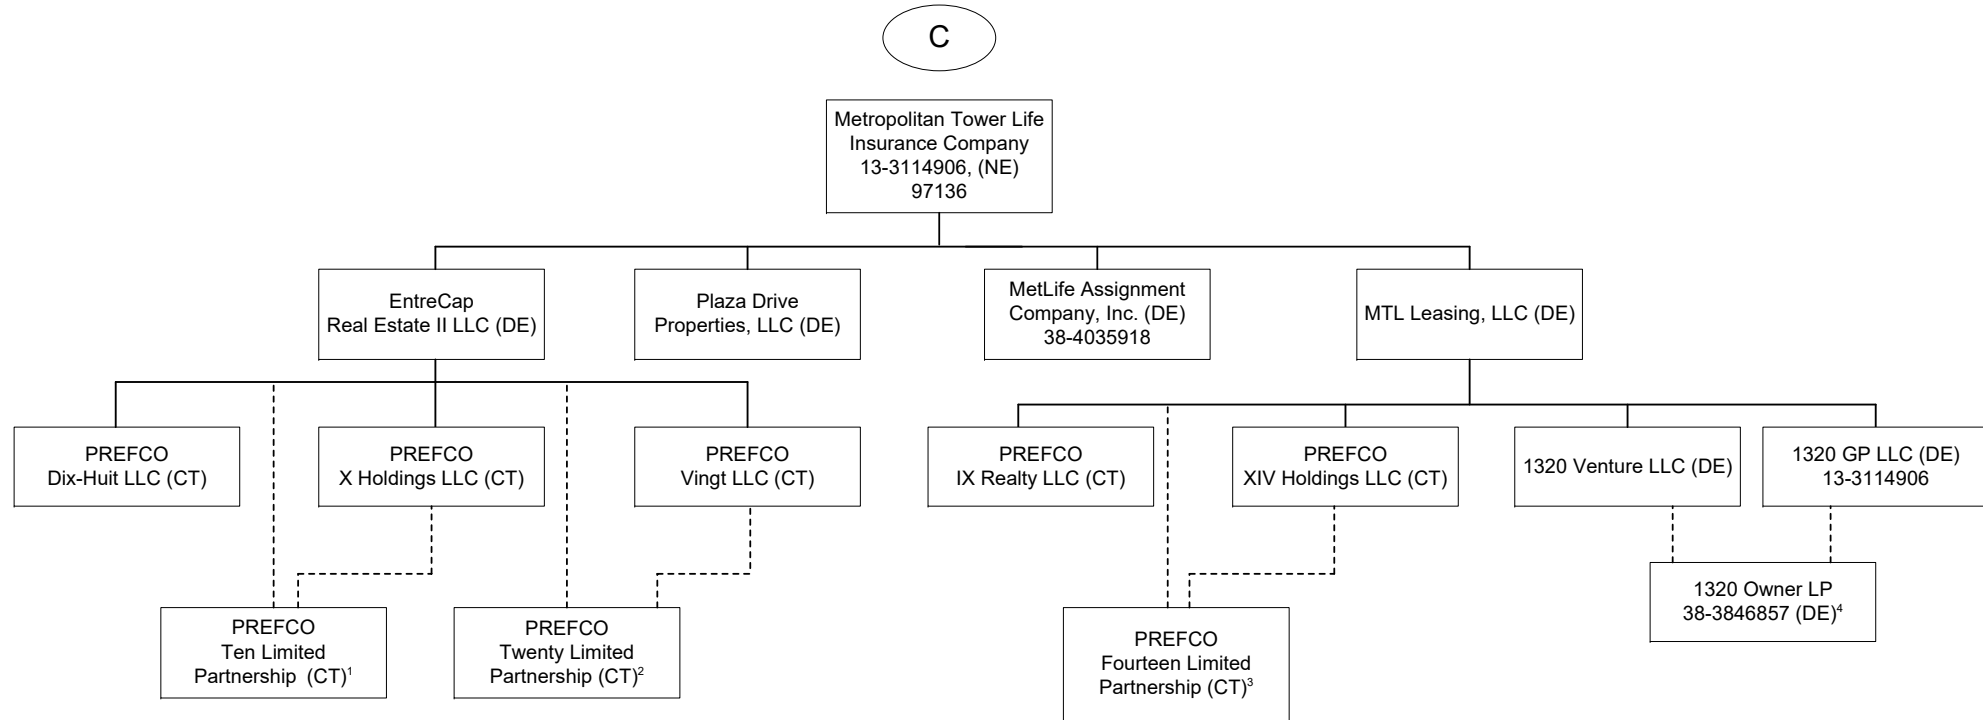 C
Metropolitan Tower Life
Insurance Company
13-3114906, (NE)
97136
EntreCap
Real Estate II LLC (DE)
Plaza Drive
Properties, LLC (DE)
MetLife Assignment
Company, Inc. (DE)
38-4035918
MTL Leasing, LLC (DE)
PREFCO
Dix-Huit LLC (CT)
PREFCO
X Holdings LLC (CT)
PREFCO
Vingt LLC (CT)
PREFCO
IX Realty LLC (CT)
PREFCO
XIV Holdings LLC (CT)
1320 Venture LLC (DE)
1320 GP LLC (DE)
13-3114906
PREFCO
Ten Limited
Partnership (CT)¹
PREFCO
Twenty Limited
Partnership (CT)²
PREFCO
Fourteen Limited
Partnership (CT)³
1320 Owner LP
38-3846857 (DE)⁴